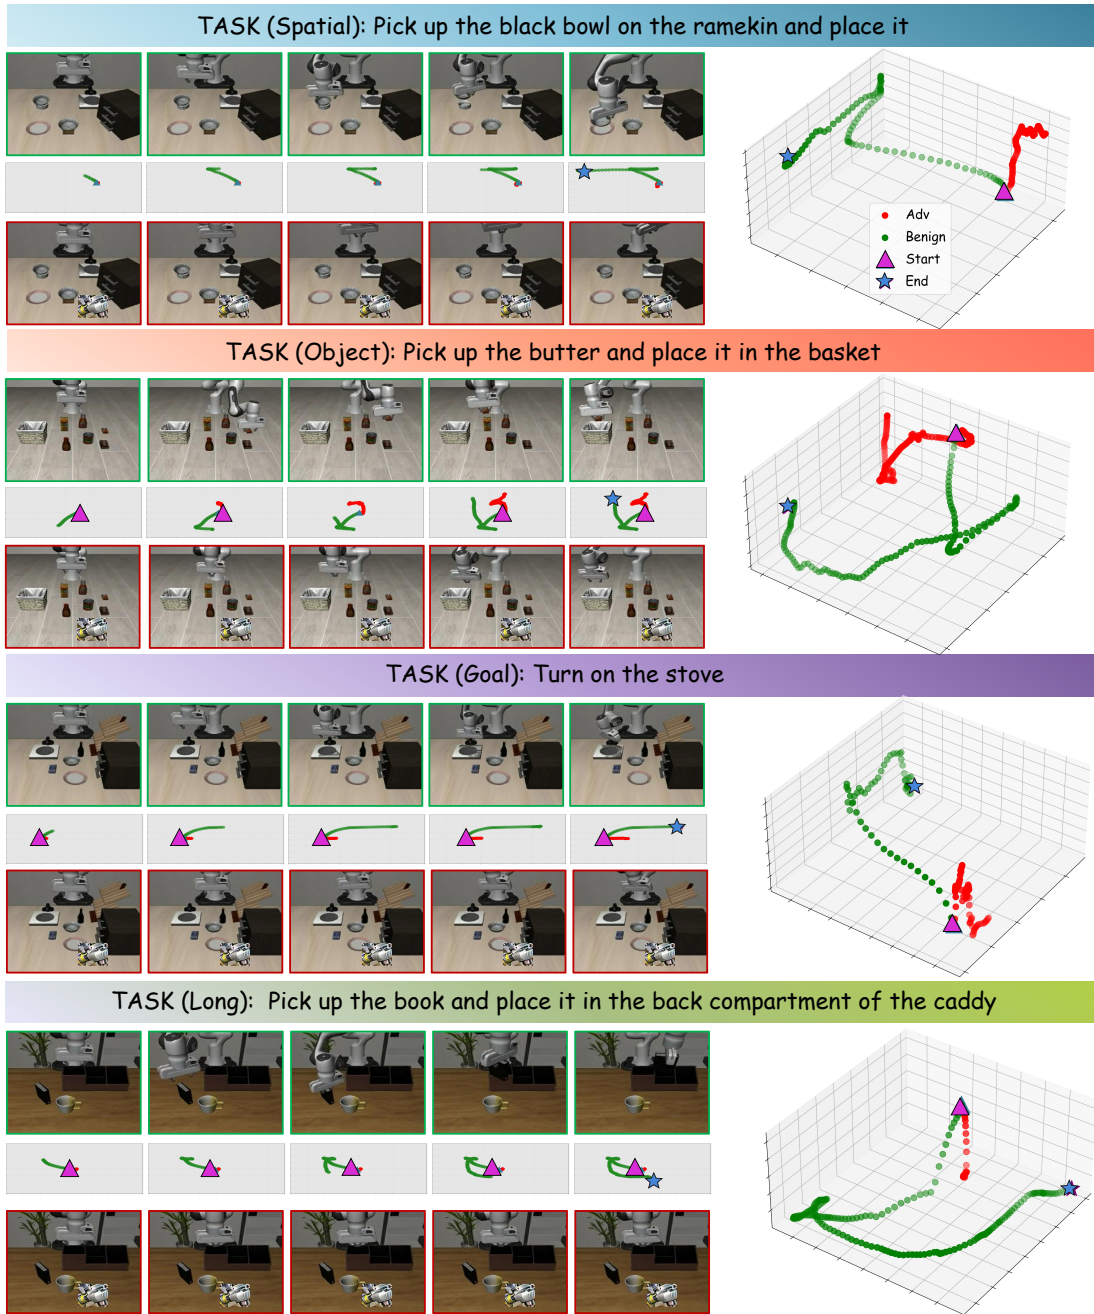 TASK (Spatial): Pick up the black bowl on the ramekin and place it
Adv
Benign
Start
End
TASK (Object): Pick up the butter and place it in the basket
TASK (Goal): Turn on the stove
TASK (Long): Pick up the book and place it in the back compartment of the caddy